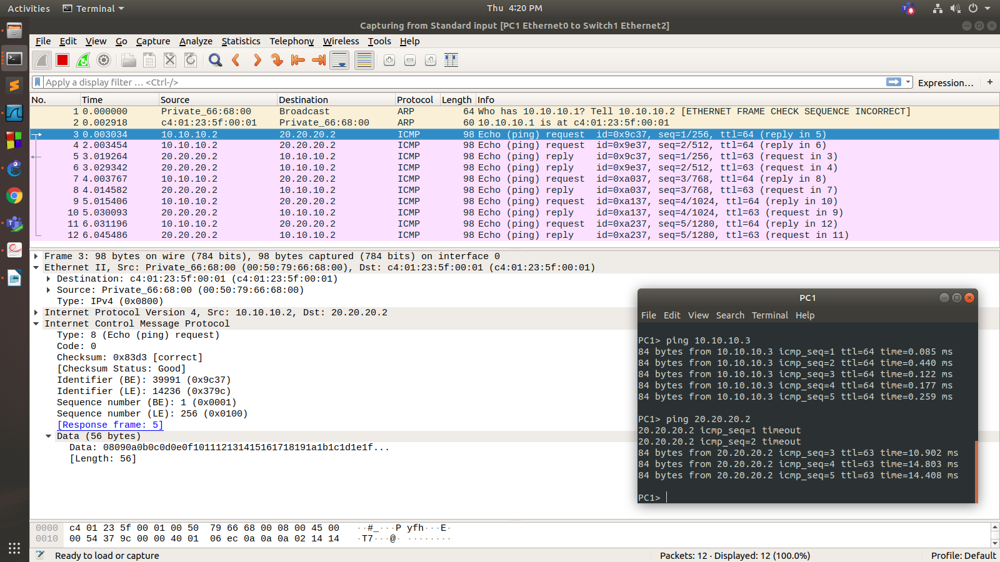 Activities Terminal Thu 4:20 PM
Capturing from Standard input [PC1 Ethernet0 to Switch1 Ethernet2]
File Edit View Go Capture Analyze Statistics Telephony Wireless Tools Help
Apply a display filter … <Ctrl-/> Expression… +
No. Time Source Destination Protocol Length Info
1 0.000000 Private_66:68:00 Broadcast ARP 64 Who has 10.10.10.1? Tell 10.10.10.2 [ETHERNET FRAME CHECK SEQUENCE INCORRECT]
2 0.002918 c4:01:23:5f:00:01 Private_66:68:00 ARP 60 10.10.10.1 is at c4:01:23:5f:00:01
3 0.003034 10.10.10.2 20.20.20.2 ICMP 98 Echo (ping) request id=0x9c37, seq=1/256, ttl=64 (reply in 5)
4 2.003454 10.10.10.2 20.20.20.2 ICMP 98 Echo (ping) request id=0x9e37, seq=2/512, ttl=64 (reply in 6)
5 3.019264 20.20.20.2 10.10.10.2 ICMP 98 Echo (ping) reply id=0x9c37, seq=1/256, ttl=63 (request in 3)
6 3.029342 20.20.20.2 10.10.10.2 ICMP 98 Echo (ping) reply id=0x9e37, seq=2/512, ttl=63 (request in 4)
7 4.003767 10.10.10.2 20.20.20.2 ICMP 98 Echo (ping) request id=0xa037, seq=3/768, ttl=64 (reply in 8)
8 4.014582 20.20.20.2 10.10.10.2 ICMP 98 Echo (ping) reply id=0xa037, seq=3/768, ttl=63 (request in 7)
9 5.015406 10.10.10.2 20.20.20.2 ICMP 98 Echo (ping) request id=0xa137, seq=4/1024, ttl=64 (reply in 10)
10 5.030093 20.20.20.2 10.10.10.2 ICMP 98 Echo (ping) reply id=0xa137, seq=4/1024, ttl=63 (request in 9)
11 6.031196 10.10.10.2 20.20.20.2 ICMP 98 Echo (ping) request id=0xa237, seq=5/1280, ttl=64 (reply in 12)
12 6.045486 20.20.20.2 10.10.10.2 ICMP 98 Echo (ping) reply id=0xa237, seq=5/1280, ttl=63 (request in 11)
Frame 3: 98 bytes on wire (784 bits), 98 bytes captured (784 bits) on interface 0
Ethernet II, Src: Private_66:68:00 (00:50:79:66:68:00), Dst: c4:01:23:5f:00:01 (c4:01:23:5f:00:01)
Destination: c4:01:23:5f:00:01 (c4:01:23:5f:00:01)
Source: Private_66:68:00 (00:50:79:66:68:00)
Type: IPv4 (0x0800)
Internet Protocol Version 4, Src: 10.10.10.2, Dst: 20.20.20.2
Internet Control Message Protocol
Type: 8 (Echo (ping) request)
Code: 0
Checksum: 0x83d3 [correct]
[Checksum Status: Good]
Identifier (BE): 39991 (0x9c37)
Identifier (LE): 14236 (0x379c)
Sequence number (BE): 1 (0x0001)
Sequence number (LE): 256 (0x0100)
[Response frame: 5]
Data (56 bytes)
Data: 08090a0b0c0d0e0f101112131415161718191a1b1c1d1e1f...
[Length: 56]
PC1
File Edit View Search Terminal Help
PC1> ping 10.10.10.3
84 bytes from 10.10.10.3 icmp_seq=1 ttl=64 time=0.085 ms
84 bytes from 10.10.10.3 icmp_seq=2 ttl=64 time=0.440 ms
84 bytes from 10.10.10.3 icmp_seq=3 ttl=64 time=0.122 ms
84 bytes from 10.10.10.3 icmp_seq=4 ttl=64 time=0.177 ms
84 bytes from 10.10.10.3 icmp_seq=5 ttl=64 time=0.259 ms
PC1> ping 20.20.20.2
20.20.20.2 icmp_seq=1 timeout
20.20.20.2 icmp_seq=2 timeout
84 bytes from 20.20.20.2 icmp_seq=3 ttl=63 time=10.902 ms
84 bytes from 20.20.20.2 icmp_seq=4 ttl=63 time=14.803 ms
84 bytes from 20.20.20.2 icmp_seq=5 ttl=63 time=14.408 ms
PC1>
0000 c4 01 23 5f 00 01 00 50 79 66 68 00 08 00 45 00 ··#_···P yfh···E·
0010 00 54 37 9c 00 00 40 01 06 ec 0a 0a 0a 02 14 14 ·T7···@· ········
Ready to load or capture Packets: 12 · Displayed: 12 (100.0%) Profile: Default